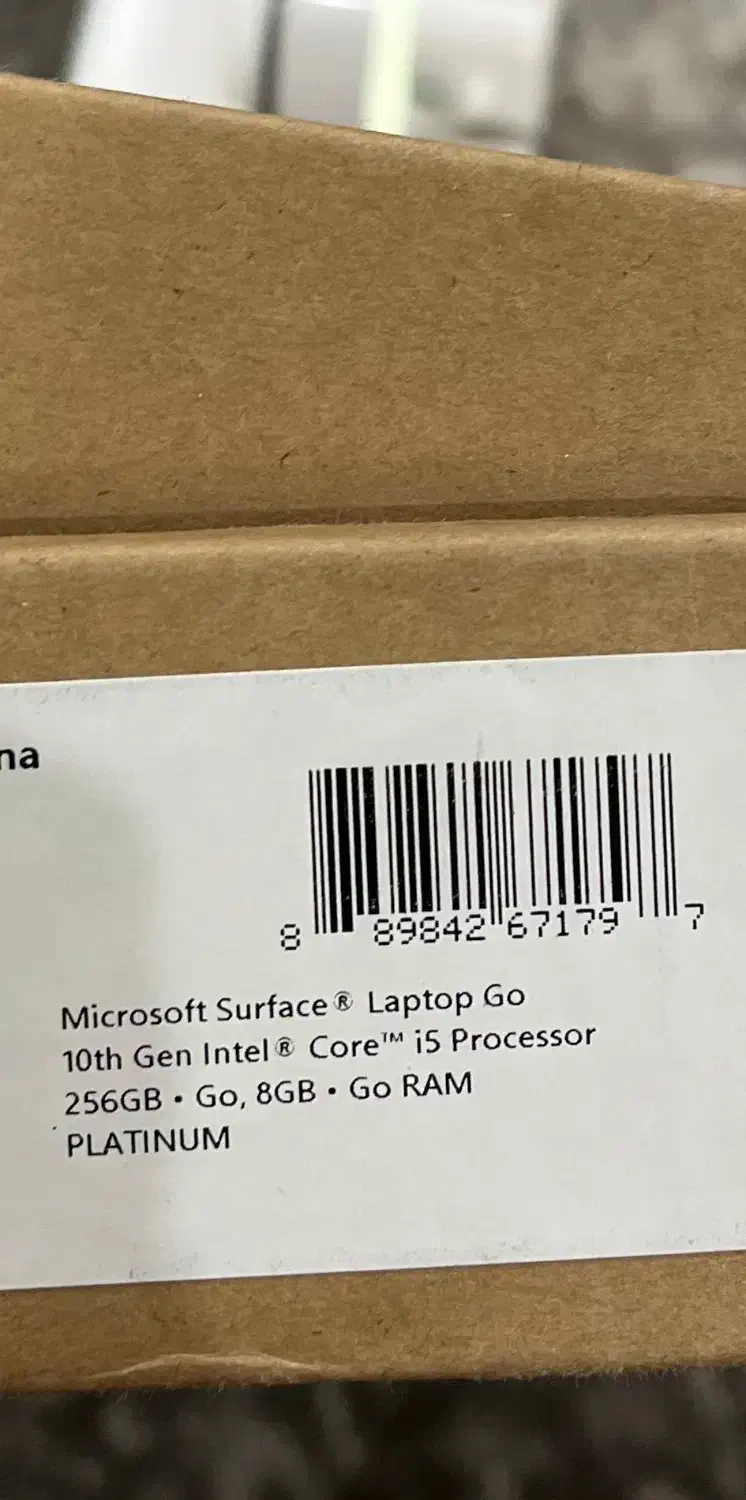 na
8 89842 67179 7
Microsoft Surface® Laptop Go
10th Gen Intel® Core™ i5 Processor
256GB • Go, 8GB • Go RAM
PLATINUM